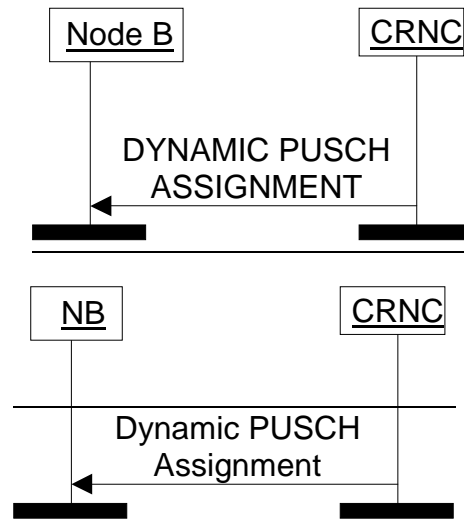 Node B
CRNC
DYNAMIC PUSCH
ASSIGNMENT
NB
CRNC
Dynamic PUSCH
Assignment